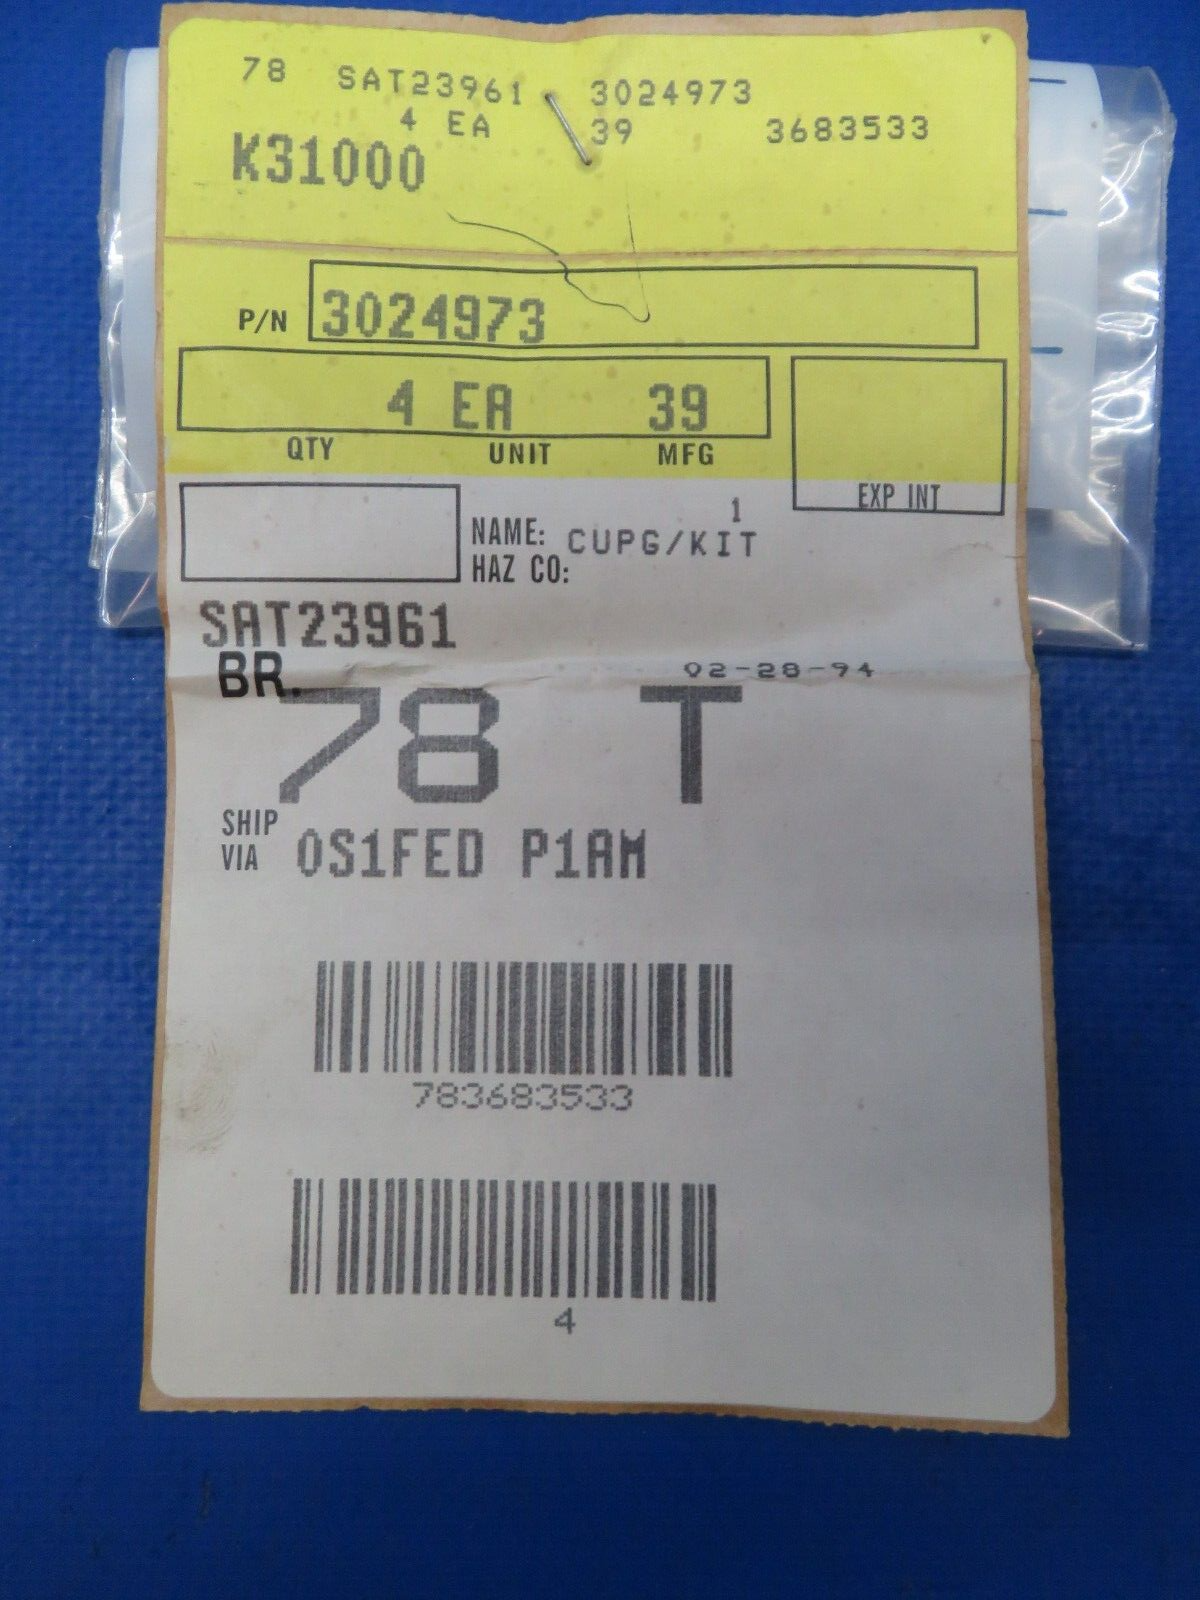 78 SAT23961 3024973
4 EA 39 3683533
K31000
P/N 3024973
4 EA 39
QTY UNIT MFG
EXP INT
1
NAME: CUPG/KIT
HAZ CO:
SAT23961
BR. 02-28-94
78 T
SHIP VIA OS1FED P1AM
783683533
4